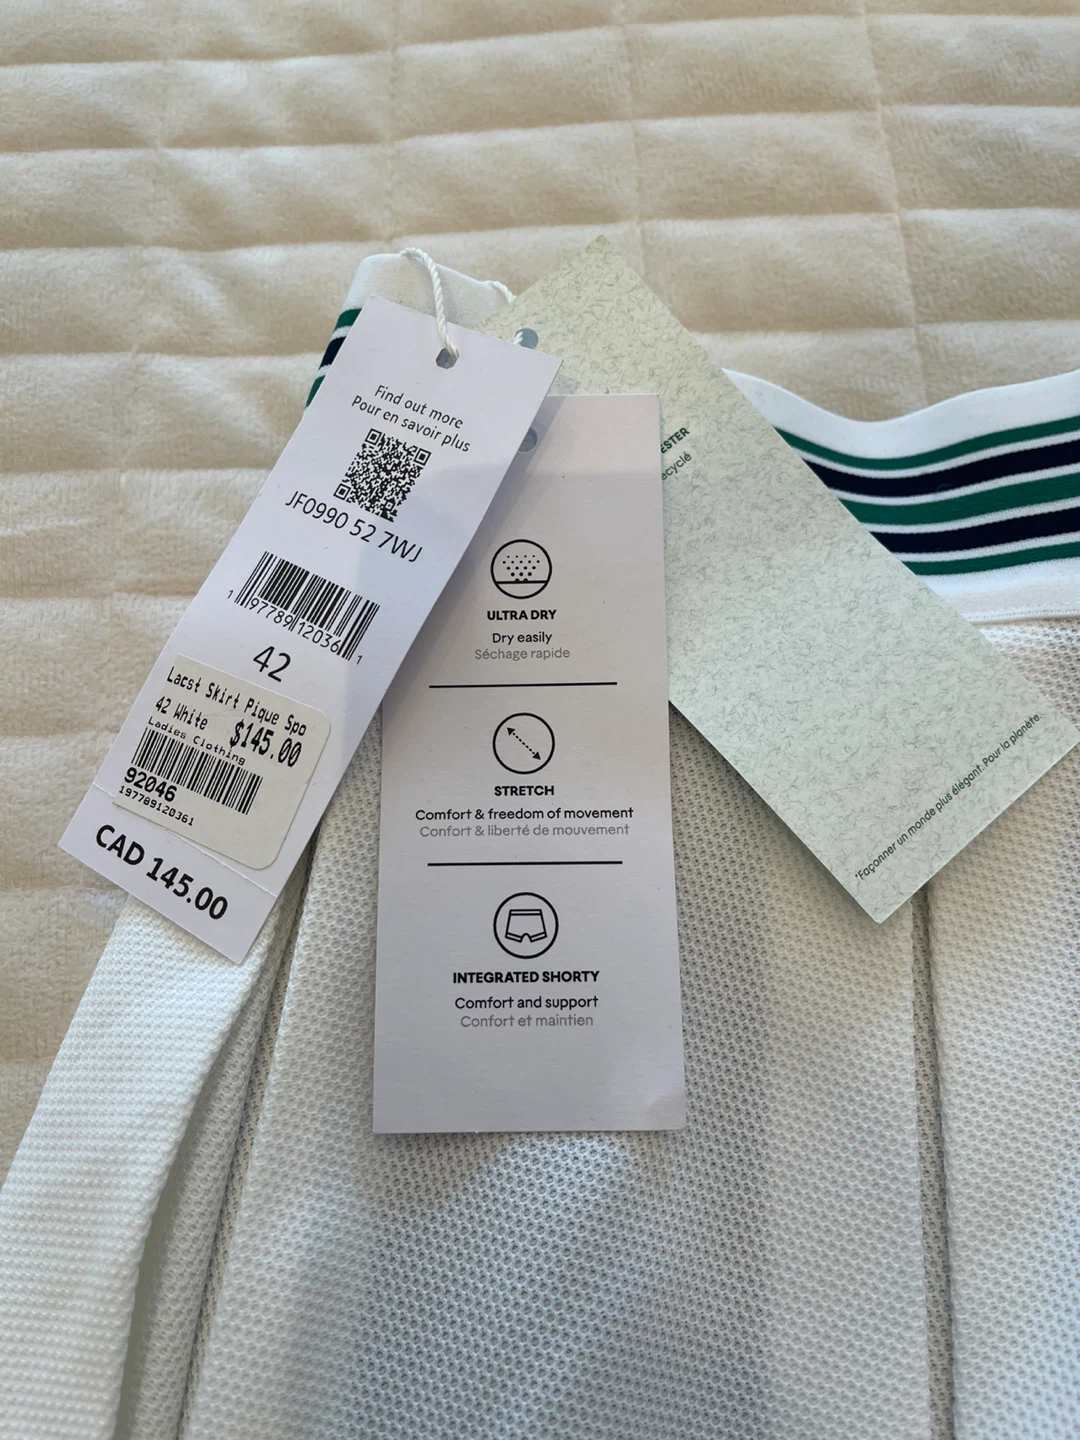 Find out more
Pour en savoir plus
JF0990 52 7WJ
1 97789 12036 1
42
Lacst Skirt Pique Spo
42 White $145.00
Ladies Clothing
92046
197789120361
CAD 145.00
ULTRA DRY
Dry easily
Séchage rapide
STRETCH
Comfort & freedom of movement
Confort & liberté de mouvement
INTEGRATED SHORTY
Comfort and support
Confort et maintien
ESTER
ecyclé
*Façonner un monde plus élégant. Pour la planète.